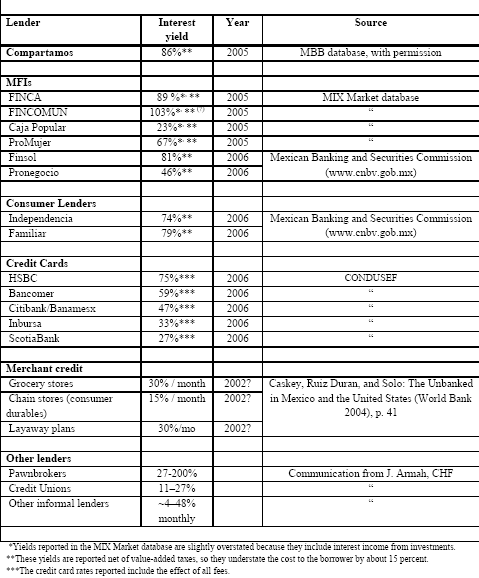 Lender Interest yield Year Source
Compartamos 86%** 2005 MBB database, with permission
MFIs
FINCA 89 %*, ** 2005 MIX Market database
FINCOMUN 103%*, ** (?) 2005 “
Caja Popular 23%*, ** 2005 “
ProMujer 67%*, ** 2005 “
Finsol 81%** 2006 Mexican Banking and Securities Commission
Pronegocio 46%** 2006 (www.cnbv.gob.mx)
Consumer Lenders
Independencia 74%** 2006 Mexican Banking and Securities Commission
Familiar 79%** 2006 (www.cnbv.gob.mx)
Credit Cards
HSBC 75%*** 2006 CONDUSEF
Bancomer 59%*** 2006 “
Citibank/Banamesx 47%*** 2006 “
Inbursa 33%*** 2006 “
ScotiaBank 27%*** 2006 “
Merchant credit
Grocery stores 30% / month 2002? Caskey, Ruiz Duran, and Solo: The Unbanked
Chain stores (consumer 15% / month 2002? in Mexico and the United States (World Bank
durables) 2004), p. 41
Layaway plans 30%/mo 2002?
Other lenders
Pawnbrokers 27-200% Communication from J. Armah, CHF
Credit Unions 11–27% “
Other informal lenders ~4–48% “
monthly
*Yields reported in the MIX Market database are slightly overstated because they include interest income from investments.
**These yields are reported net of value-added taxes, so they understate the cost to the borrower by about 15 percent.
***The credit card rates reported include the effect of all fees.